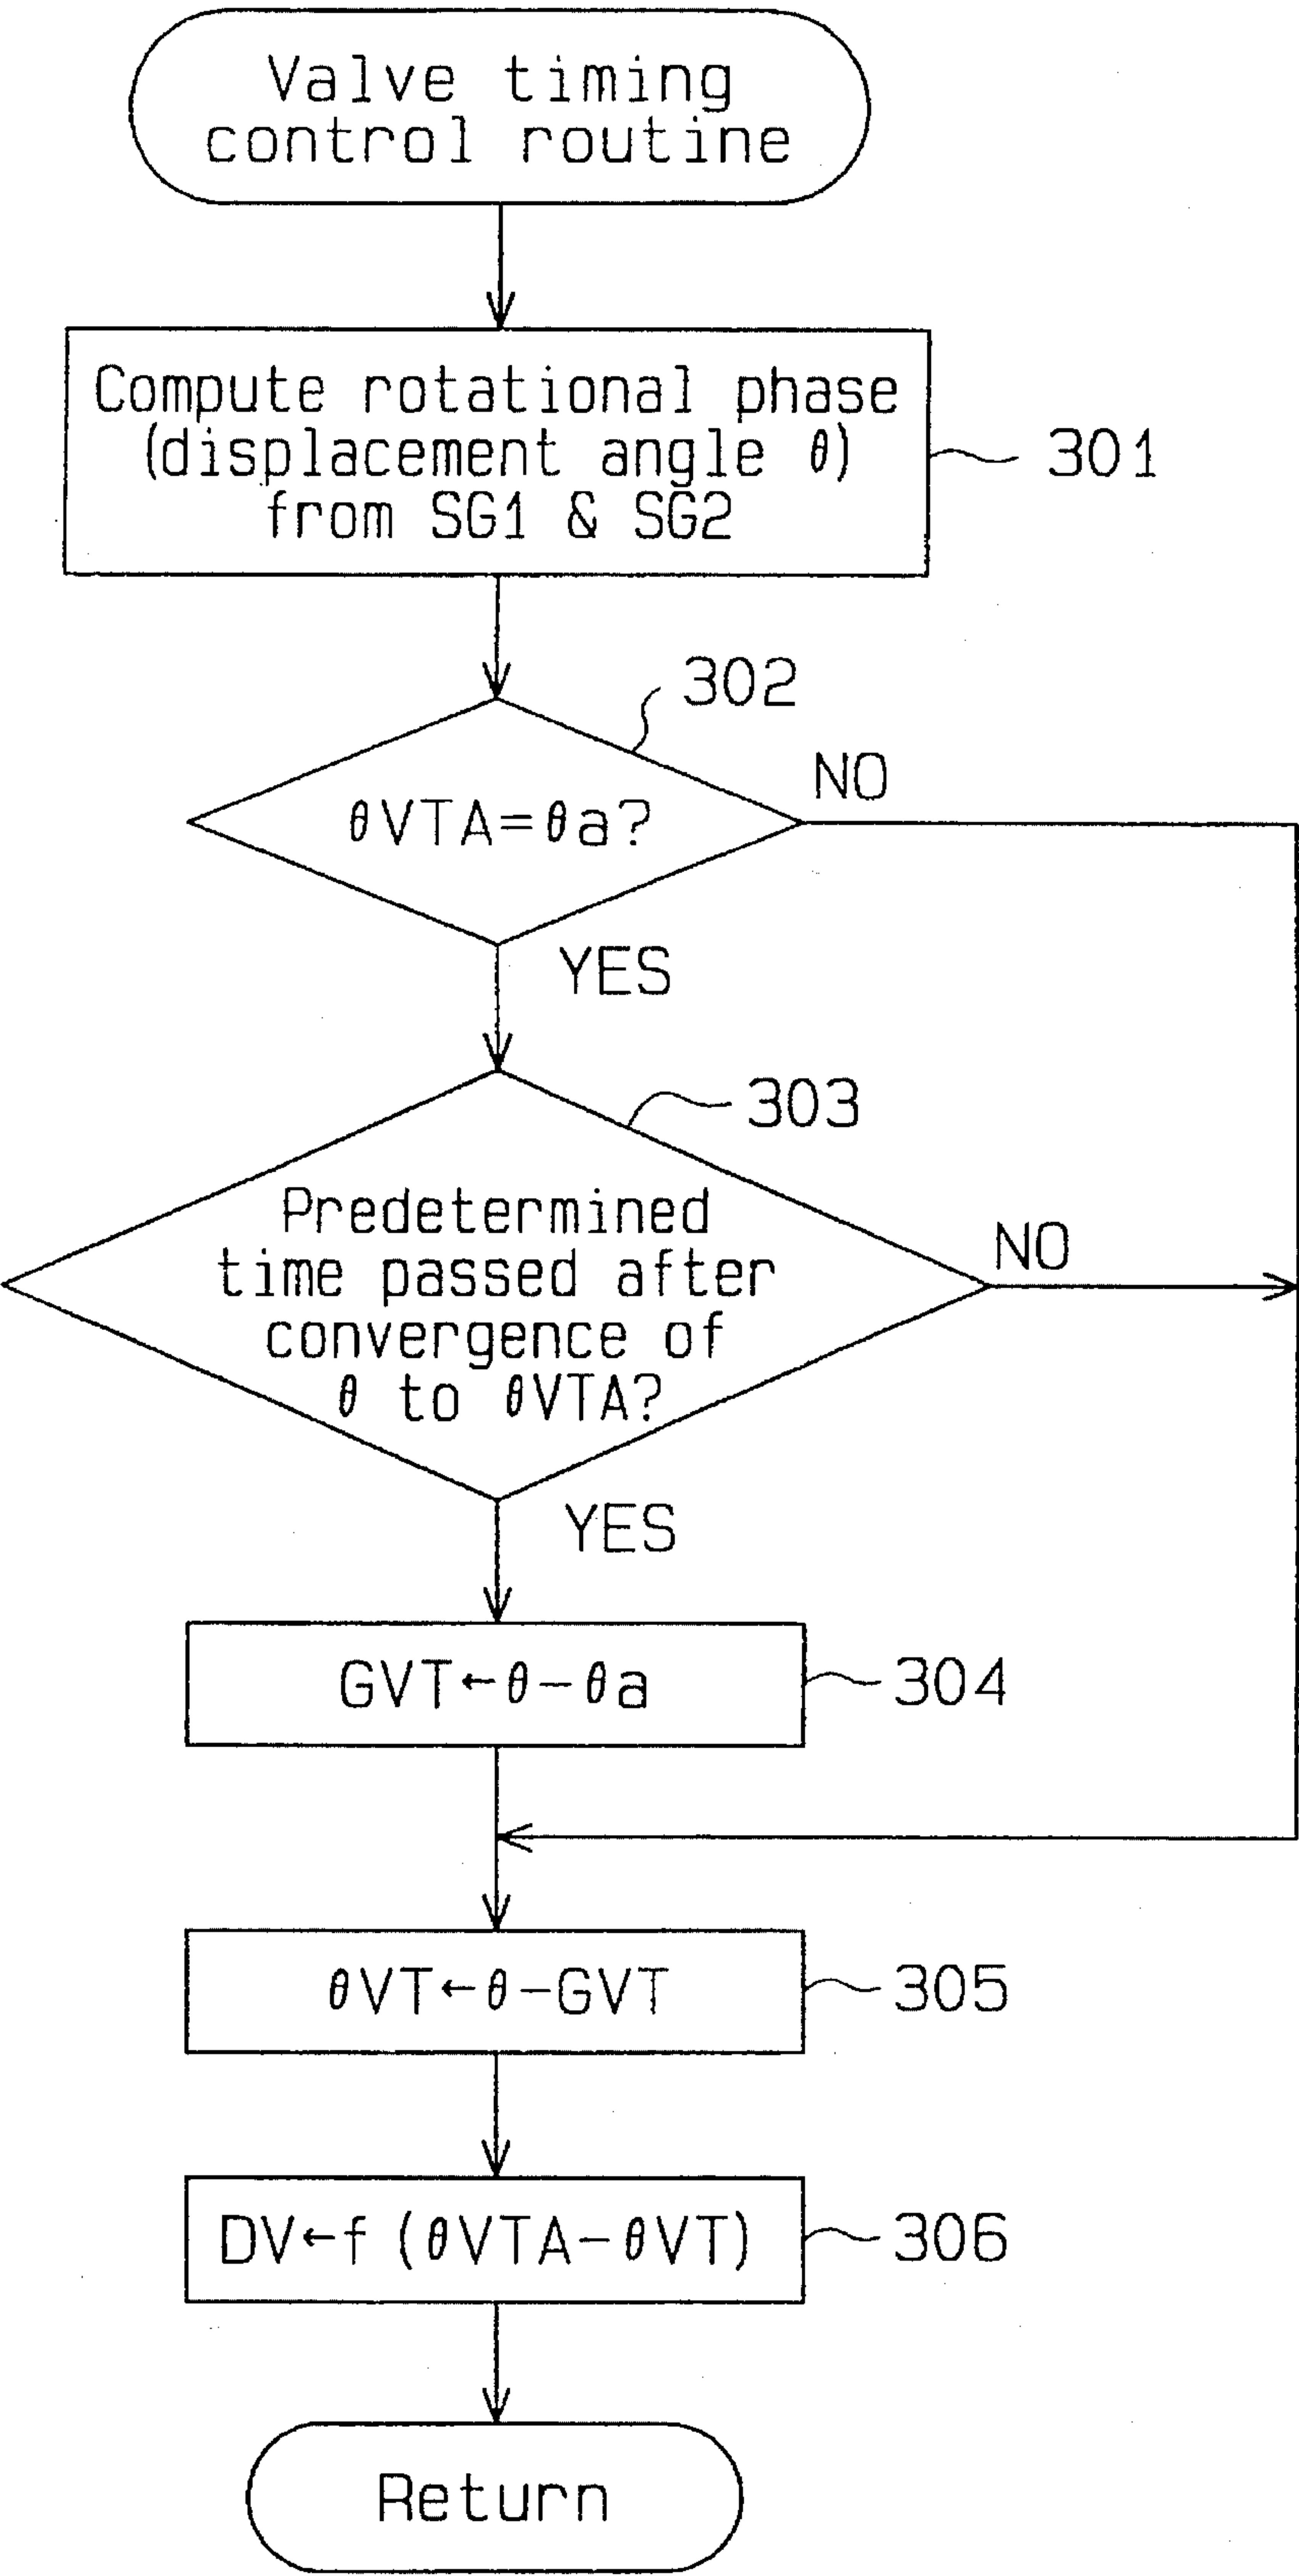 Valve timing
control routine
Compute rotational phase
(displacement angle θ)
from SG1 & SG2
301
302
θVTA=θa?
NO
YES
303
Predetermined
time passed after
convergence of
θ to θVTA?
NO
YES
GVT←θ-θa
304
θVT←θ-GVT
305
DV←f (θVTA-θVT)
306
Return